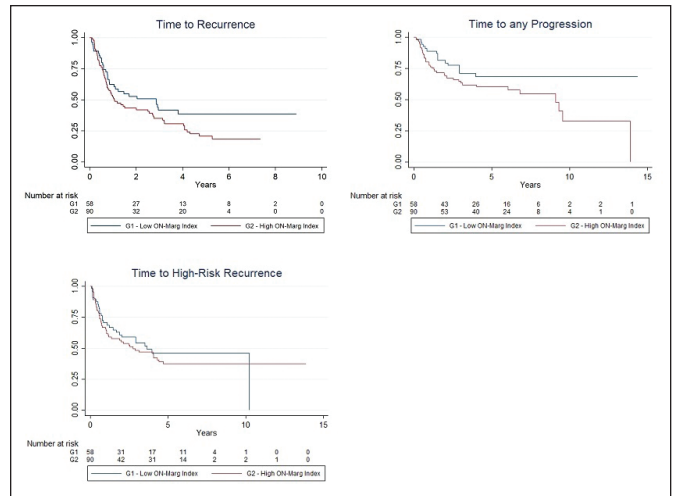 Time to Recurrence
1.00
0.75
0.50
0.25
0
0 2 4 6 8 10
Years
Number at risk
G1 58 27 13 8 2 0
G2 90 32 20 4 0 0
G1 - Low ON-Marg Index G2 - High ON-Marg Index
Time to any Progression
1.00
0.75
0.50
0.25
0
0 5 10 15
Years
Number at risk
G1 58 43 26 16 6 2 2 1
G2 90 53 40 24 8 4 1 0
G1 - Low ON-Marg Index G2 - High ON-Marg Index
Time to High-Risk Recurrence
1.00
0.75
0.50
0.25
0
0 5 10 15
Years
Number at risk
G1 58 31 17 11 4 1 0 0
G2 90 42 31 14 2 2 1 0
G1 - Low ON-Marg Index G2 - High ON-Marg Index